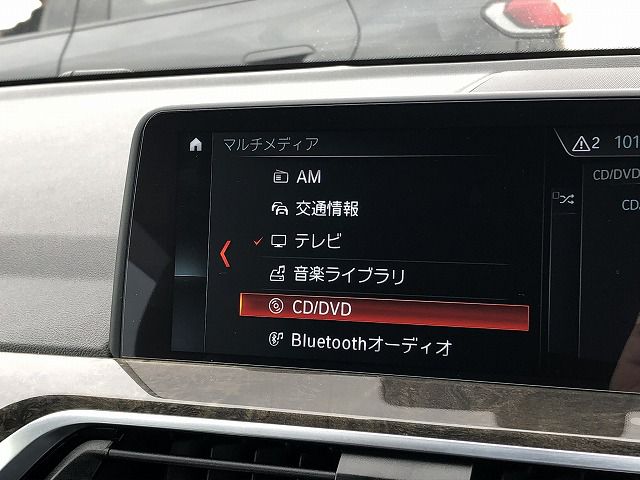 マルチメディア
2
101
AM
交通情報
テレビ
音楽ライブラリ
CD/DVD
Bluetoothオーディオ
CD/DVD
CD/